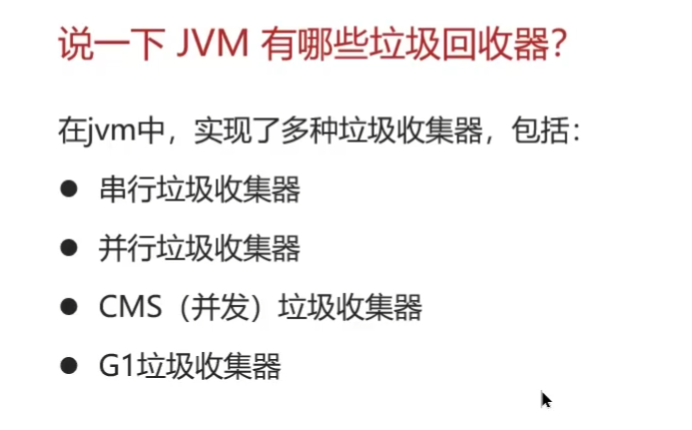 说一下 JVM 有哪些垃圾回收器？
在jvm中，实现了多种垃圾收集器，包括：
● 串行垃圾收集器
● 并行垃圾收集器
● CMS（并发）垃圾收集器
● G1垃圾收集器